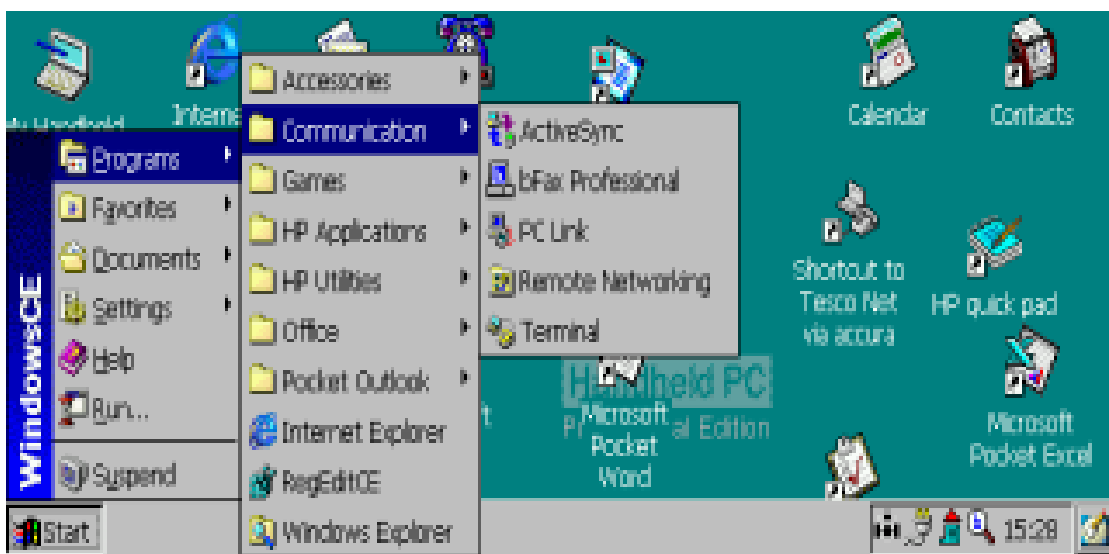 Interne
Calendar
Contacts
Shortcut to
Tesco Net
via accura
HP quick pad
Microsoft
Pocket Excel
Handheld PC
Edition
Microsoft
Pocket
Word
WindowsCE
Programs
Favorites
Documents
Settings
Help
Run...
Suspend
Accessories
Communication
Games
HP Applications
HP Utilities
Office
Pocket Outlook
Internet Explorer
RegEditCE
Windows Explorer
ActiveSync
bFax Professional
PC Link
Remote Networking
Terminal
Start
15:28